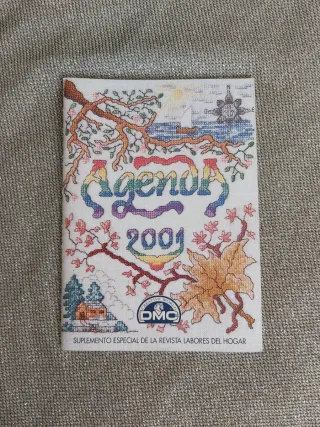 Agenda
2001
DMC
SUPLEMENTO ESPECIAL DE LA REVISTA LABORES DEL HOGAR